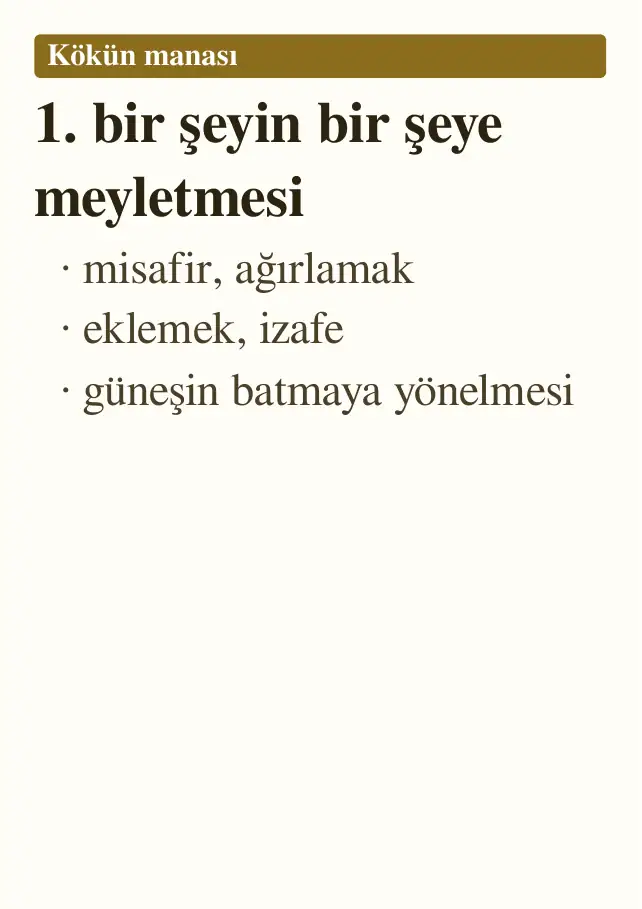 Kökün manası
1. bir şeyin bir şeye
meyletmesi
· misafir, ağırlamak
· eklemek, izafe
· güneşin batmaya yönelmesi